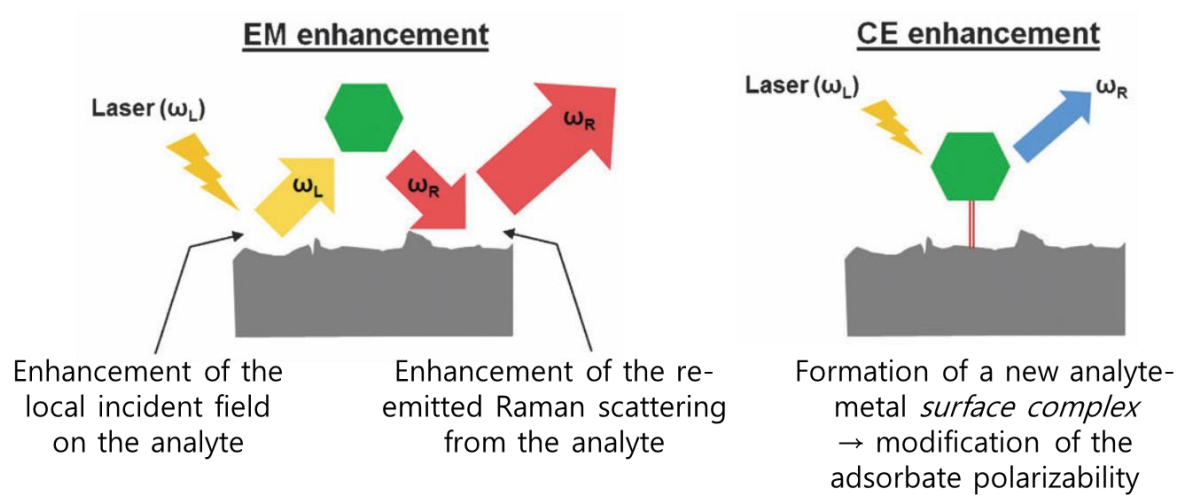 EM enhancement
Laser (ωL)
ωL
ωR
ωR
Enhancement of the
local incident field
on the analyte
Enhancement of the re-
emitted Raman scattering
from the analyte
CE enhancement
Laser (ωL)
ωR
Formation of a new analyte-
metal surface complex
→ modification of the
adsorbate polarizability